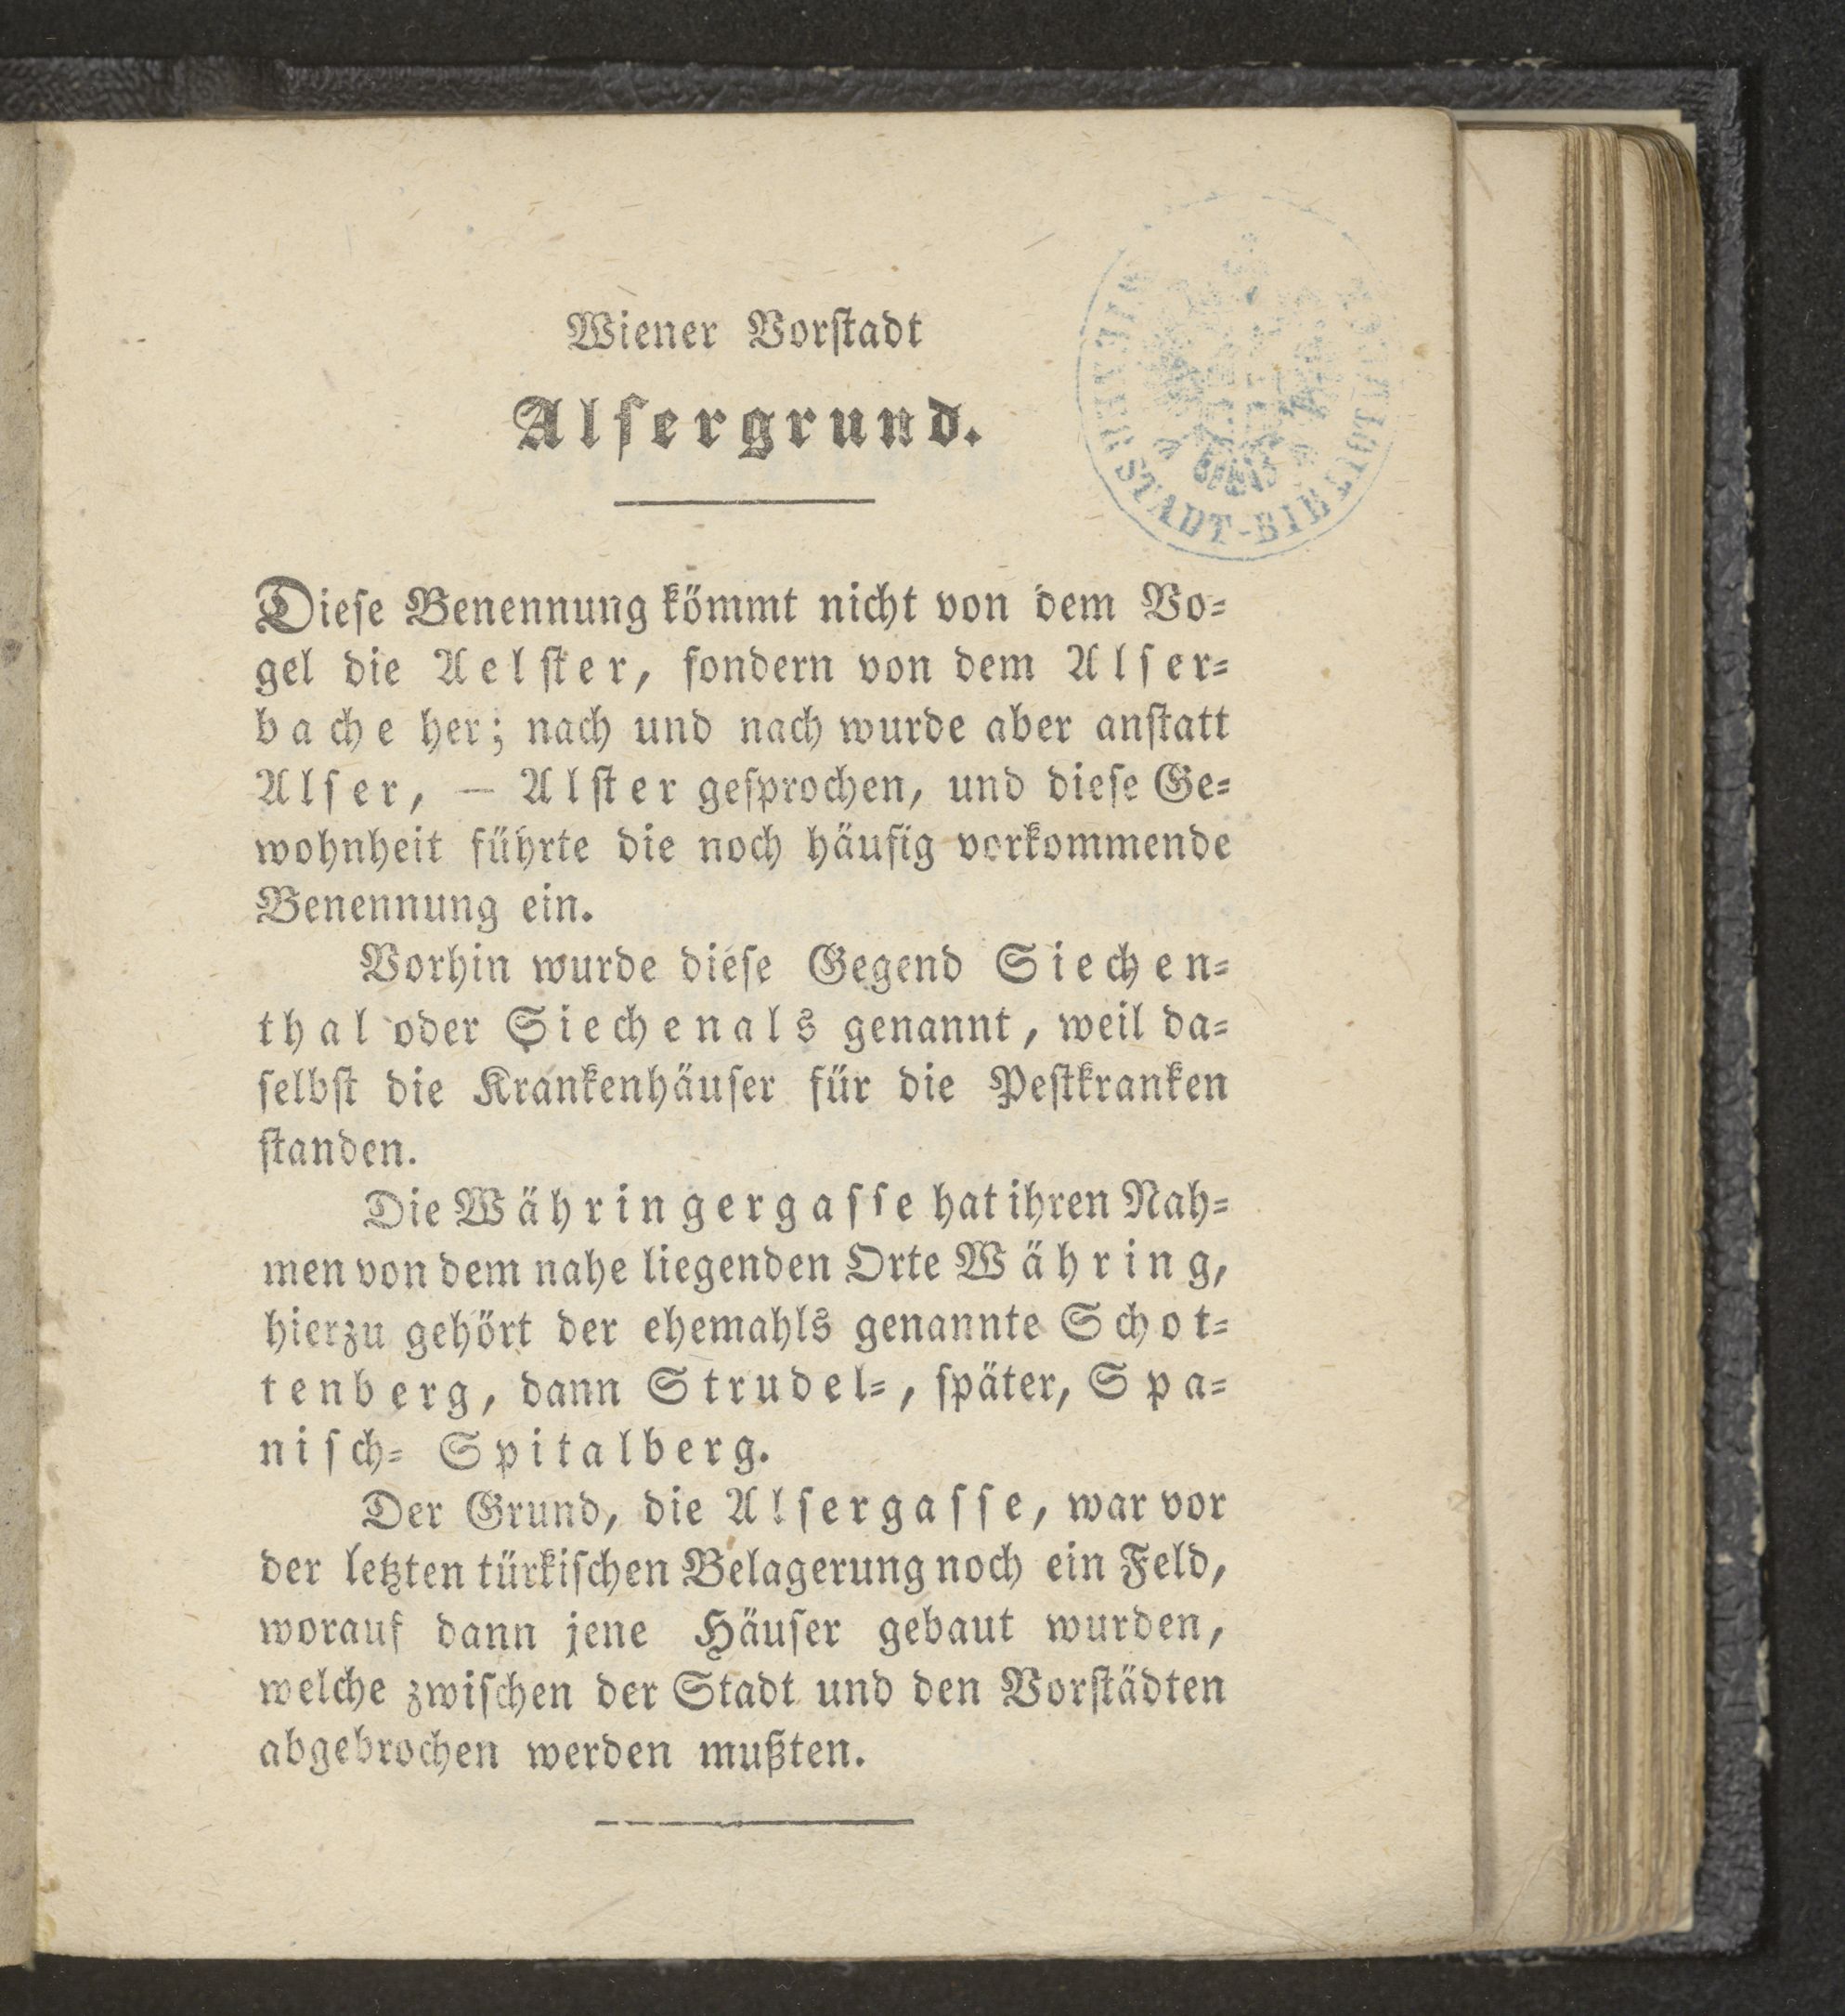 Wiener Vorstadt
Alsergrund.
WIENER STADT-BIBLIOTHEK
Diese Benennung kömmt nicht von dem Vo-
gel die Aelster, sondern von dem Alser-
bache her; nach und nach wurde aber anstatt
Alser, — Alster gesprochen, und diese Ge-
wohnheit führte die noch häufig vorkommende
Benennung ein.
Vorhin wurde diese Gegend Siechen-
thal oder Siechenals genannt, weil da-
selbst die Krankenhäuser für die Pestkranken
standen.
Die Währingergasse hat ihren Nah-
men von dem nahe liegenden Orte Währing,
hierzu gehört der ehemahls genannte Schot-
tenberg, dann Strudel-, später, Spa-
nisch- Spitalberg.
Der Grund, die Alsergasse, war vor
der letzten türkischen Belagerung noch ein Feld,
worauf dann jene Häuser gebaut wurden,
welche zwischen der Stadt und den Vorstädten
abgebrochen werden mußten.